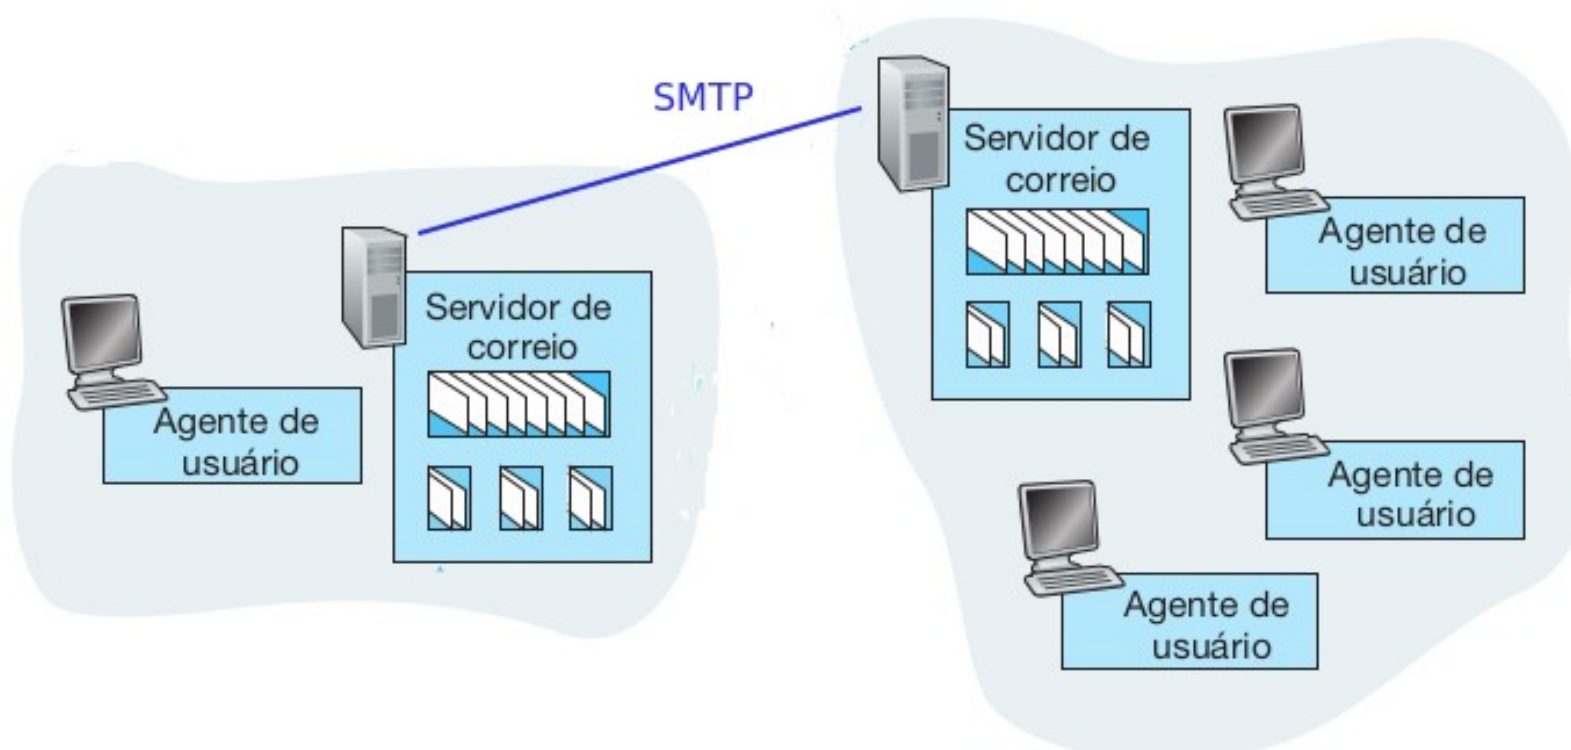 SMTP
Servidor de
correio
Agente de
usuário
Servidor de
correio
Agente de
usuário
Agente de
usuário
Agente de
usuário